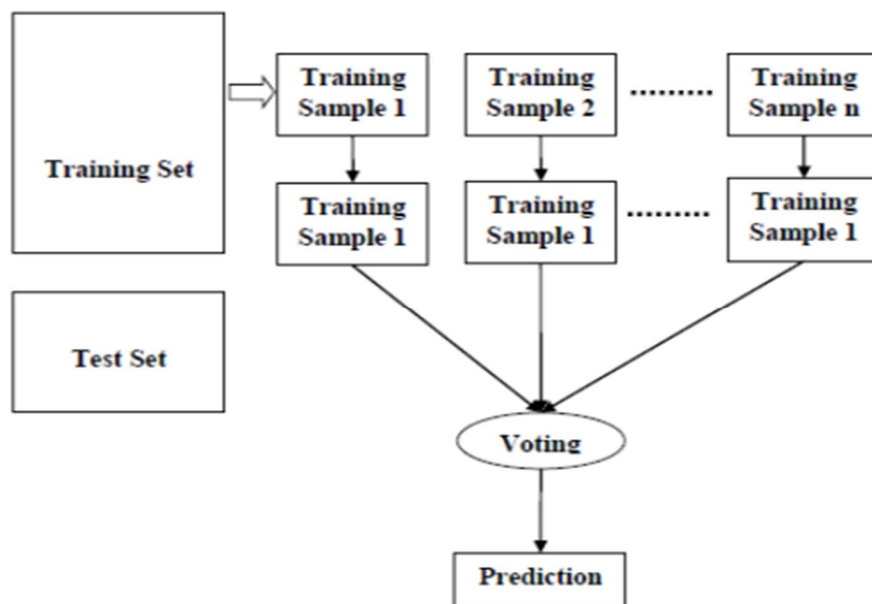 Training Set
Training
Sample 1
Training
Sample 2
Training
Sample n
Training
Sample 1
Training
Sample 1
Training
Sample 1
Test Set
Voting
Prediction